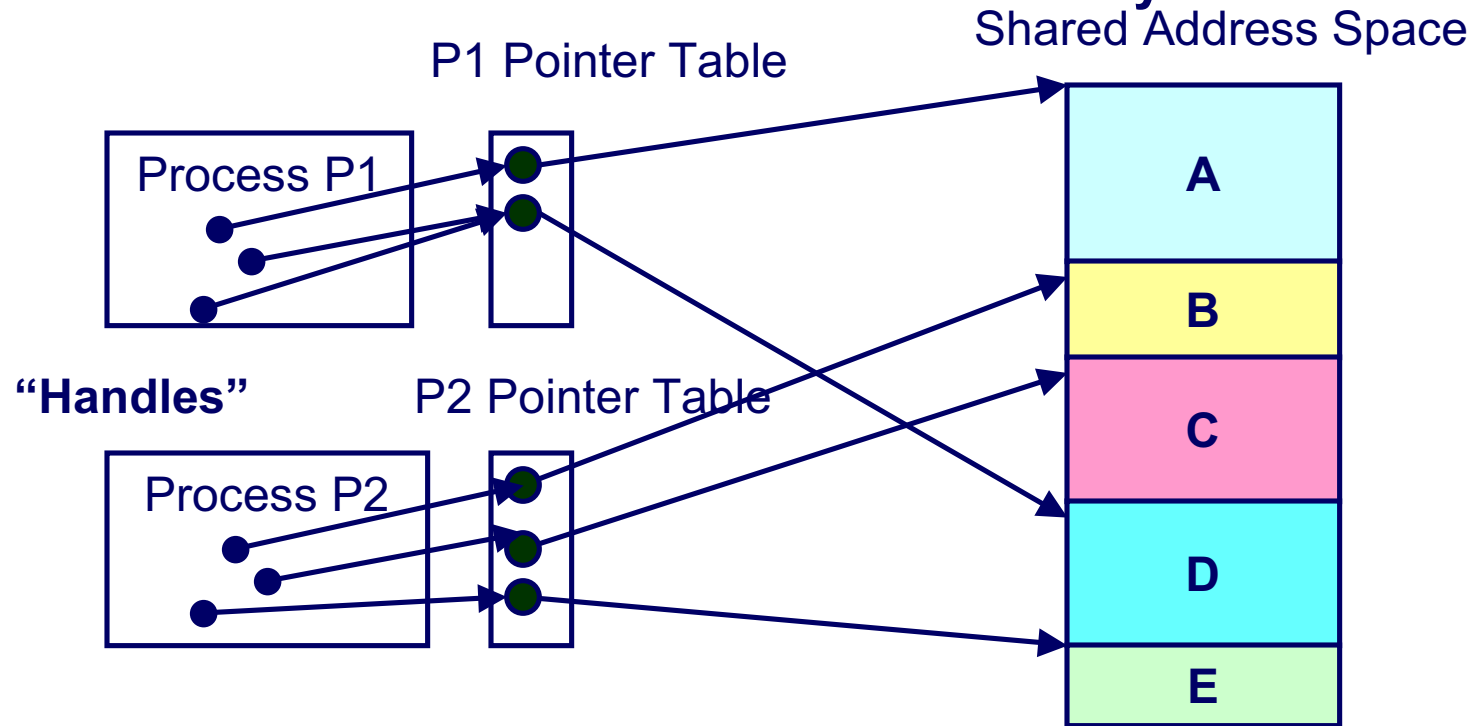 Shared Address Space
P1 Pointer Table
Process P1
A
B
“Handles”
P2 Pointer Table
C
Process P2
D
E